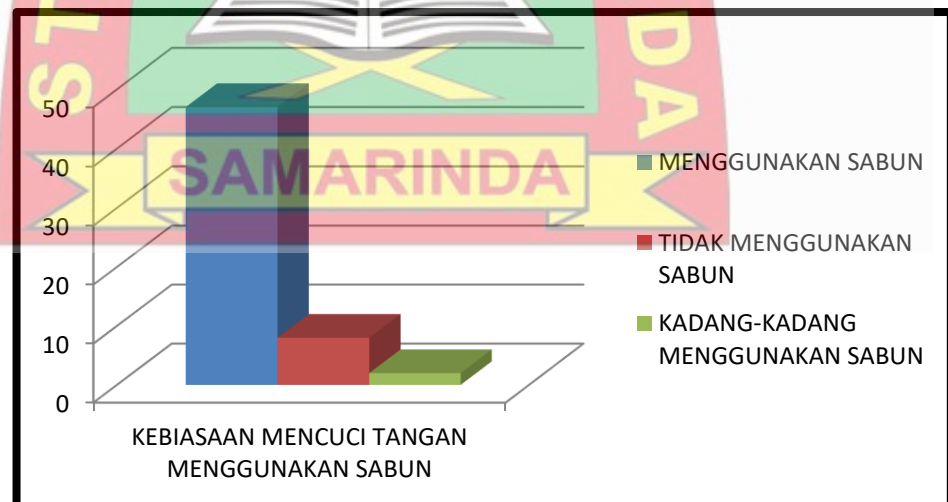 50
40
30
20
10
0
SAMARINDA
DA
MENGGUNAKAN SABUN
TIDAK MENGGUNAKAN
SABUN
KADANG-KADANG
MENGGUNAKAN SABUN
KEBIASAAN MENCUCI TANGAN
MENGGUNAKAN SABUN